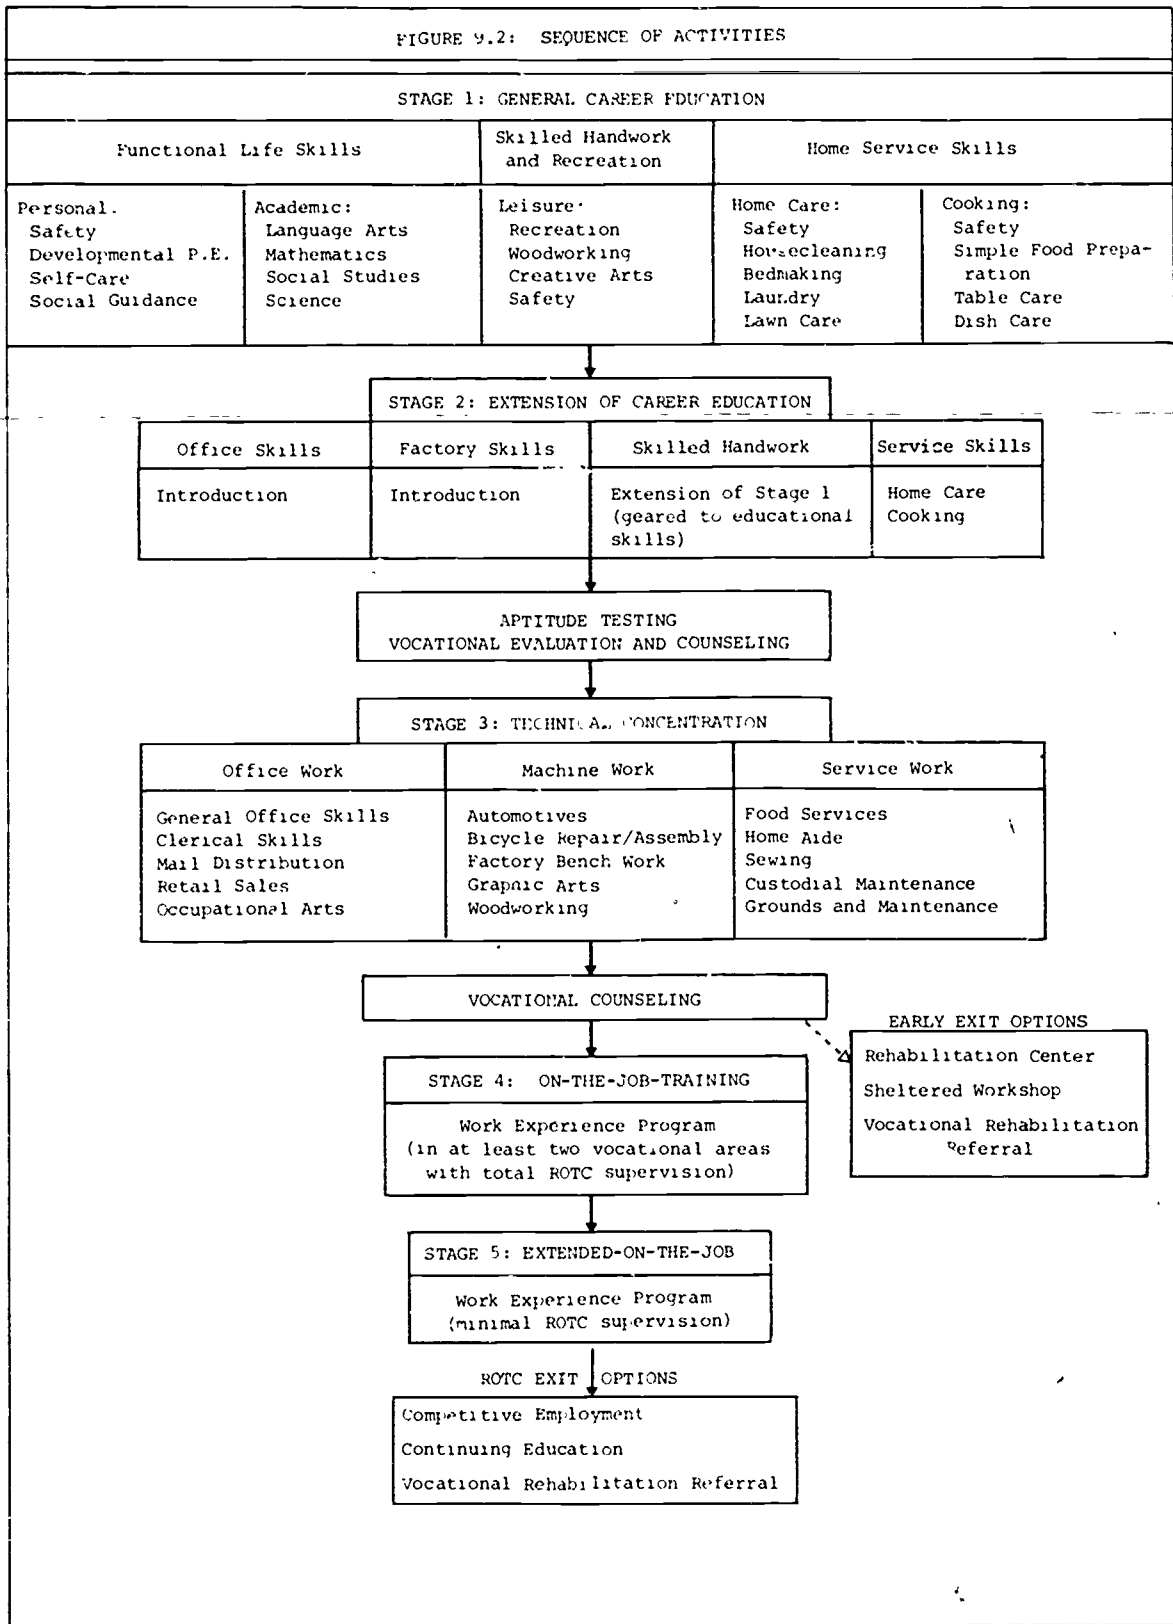 FIGURE 9.2: SEQUENCE OF ACTIVITIES
STAGE 1: GENERAL CAREER EDUCATION
Functional Life Skills
Skilled Handwork
and Recreation
Home Service Skills
Personal.
Safety
Developmental P.E.
Self-Care
Social Guidance
Academic:
Language Arts
Mathematics
Social Studies
Science
Leisure:
Recreation
Woodworking
Creative Arts
Safety
Home Care:
Safety
Housecleaning
Bedmaking
Laundry
Lawn Care
Cooking:
Safety
Simple Food Prepa-
ration
Table Care
Dish Care
STAGE 2: EXTENSION OF CAREER EDUCATION
Office Skills
Factory Skills
Skilled Handwork
Service Skills
Introduction
Introduction
Extension of Stage 1
(geared to educational
skills)
Home Care
Cooking
APTITUDE TESTING
VOCATIONAL EVALUATION AND COUNSELING
STAGE 3: TECHNICAL CONCENTRATION
Office Work
Machine Work
Service Work
General Office Skills
Clerical Skills
Mail Distribution
Retail Sales
Occupational Arts
Automotives
Bicycle Repair/Assembly
Factory Bench Work
Graphic Arts
Woodworking
Food Services
Home Aide
Sewing
Custodial Maintenance
Grounds and Maintenance
VOCATIONAL COUNSELING
EARLY EXIT OPTIONS
Rehabilitation Center
Sheltered Workshop
Vocational Rehabilitation
Referral
STAGE 4: ON-THE-JOB-TRAINING
Work Experience Program
(in at least two vocational areas
with total ROTC supervision)
STAGE 5: EXTENDED-ON-THE-JOB
Work Experience Program
(minimal ROTC supervision)
ROTC EXIT OPTIONS
Competitive Employment
Continuing Education
Vocational Rehabilitation Referral